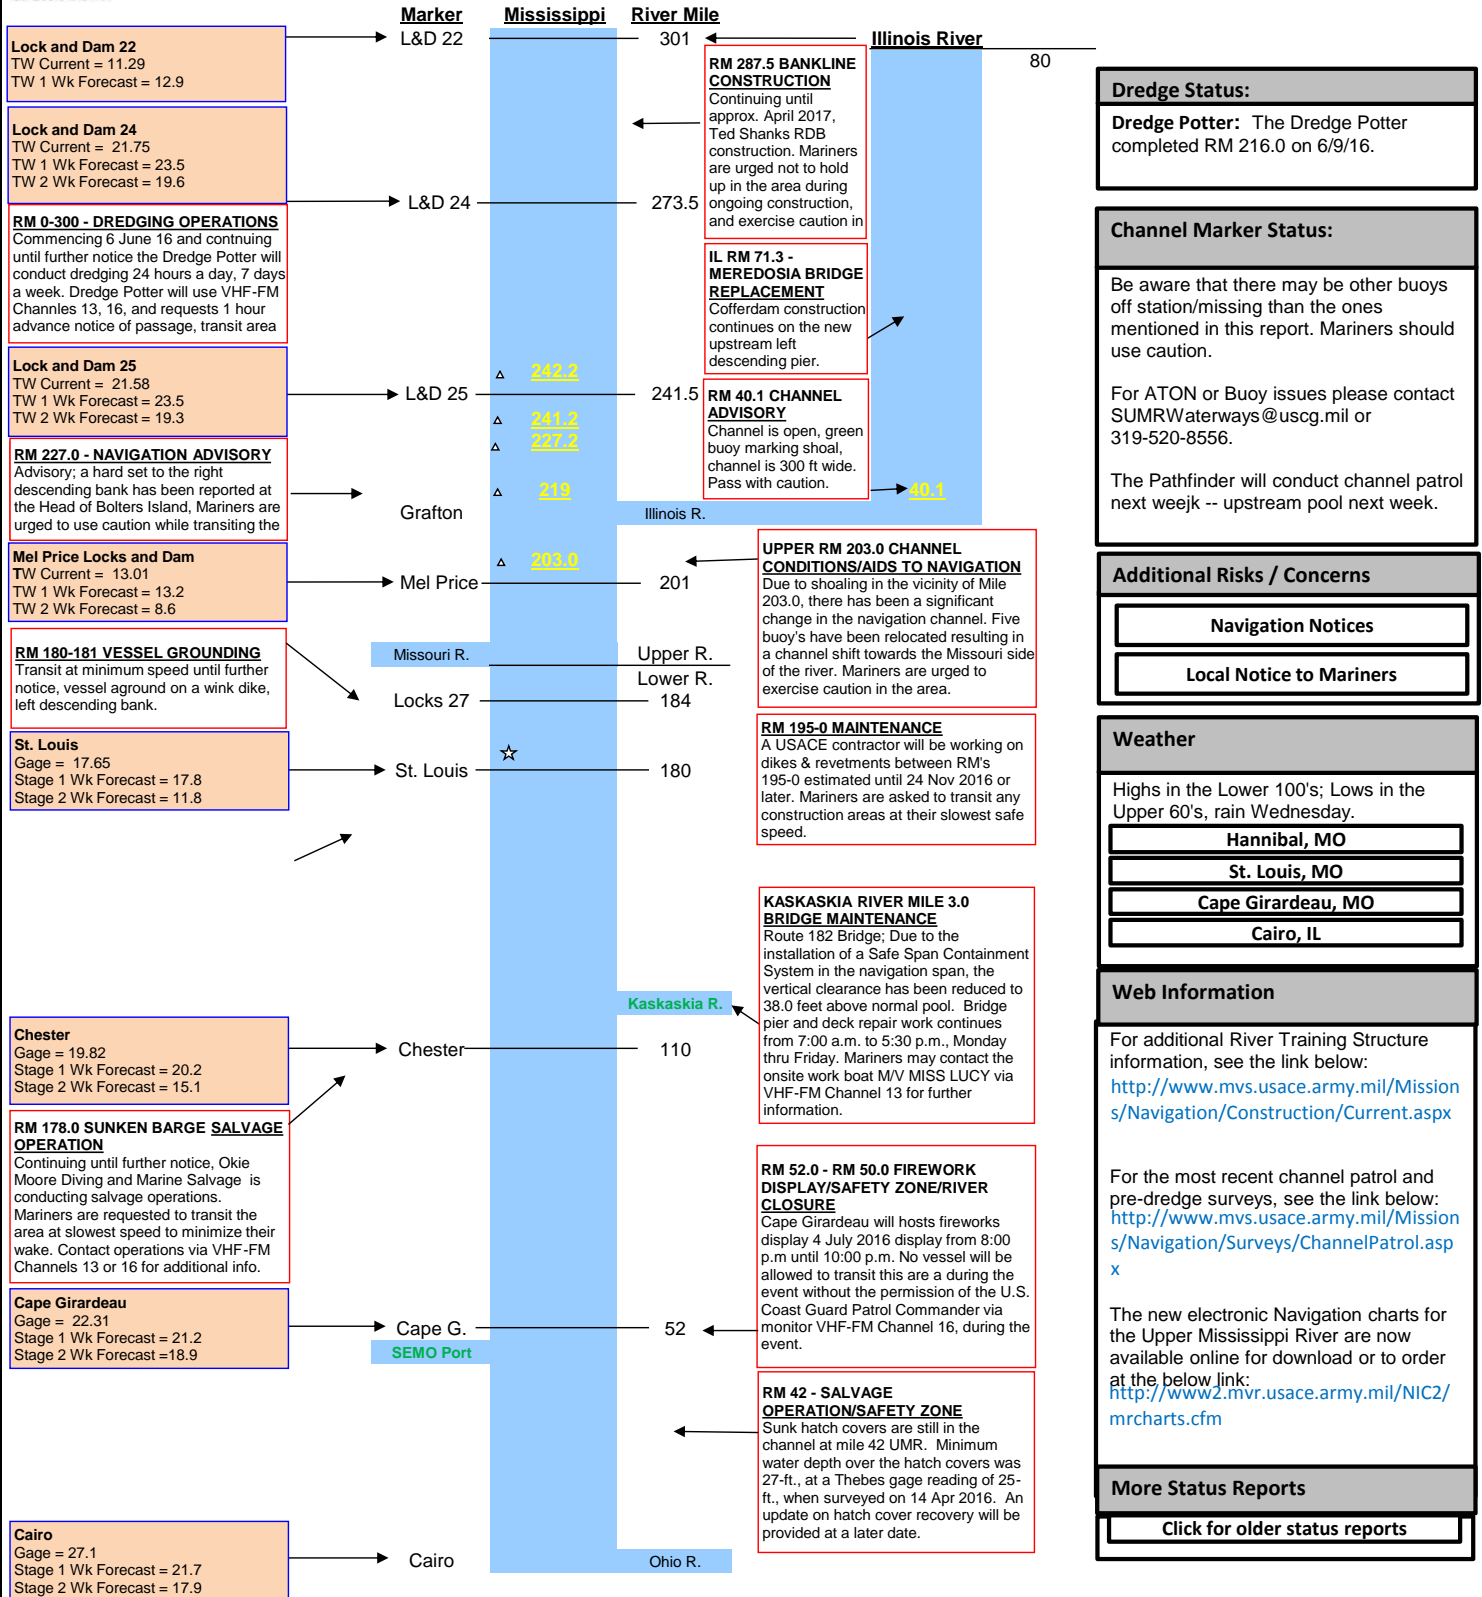 Marker
Mississippi
River Mile
L&D 22
301
Illinois River
80
Lock and Dam 22
TW Current = 11.29
TW 1 Wk Forecast = 12.9
Lock and Dam 24
TW Current =  21.75
TW 1 Wk Forecast = 23.5
TW 2 Wk Forecast = 19.6
L&D 24
273.5
RM 0-300 - DREDGING OPERATIONS
Commencing 6 June 16 and contnuing
until further notice the Dredge Potter will
conduct dredging 24 hours a day, 7 days
a week. Dredge Potter will use VHF-FM
Channles 13, 16, and requests 1 hour
advance notice of passage, transit area
Lock and Dam 25
TW Current =  21.58
TW 1 Wk Forecast = 23.5
TW 2 Wk Forecast = 19.3
242.2
L&D 25
241.5
241.2
227.2
RM 227.0 - NAVIGATION ADVISORY
Advisory; a hard set to the right
descending bank has been reported at
the Head of Bolters Island, Mariners are
urged to use caution while transiting the
219
Grafton
Illinois R.
40.1
Mel Price Locks and Dam
TW Current =  13.01
TW 1 Wk Forecast = 13.2
TW 2 Wk Forecast = 8.6
203.0
Mel Price
201
RM 180-181 VESSEL GROUNDING
Transit at minimum speed until further
notice, vessel aground on a wink dike,
left descending bank.
Missouri R.
Upper R.
Lower R.
Locks 27
184
St. Louis
Gage =  17.65
Stage 1 Wk Forecast = 17.8
Stage 2 Wk Forecast = 11.8
St. Louis
180
Kaskaskia R.
Chester
Gage = 19.82
Stage 1 Wk Forecast = 20.2
Stage 2 Wk Forecast = 15.1
Chester
110
RM 178.0 SUNKEN BARGE SALVAGE
OPERATION
Continuing until further notice, Okie
Moore Diving and Marine Salvage  is
conducting salvage operations.
Mariners are requested to transit the
area at slowest speed to minimize their
wake. Contact operations via VHF-FM
Channels 13 or 16 for additional info.
Cape Girardeau
Gage =  22.31
Stage 1 Wk Forecast = 21.2
Stage 2 Wk Forecast =18.9
Cape G.
52
SEMO Port
Cairo
Gage = 27.1
Stage 1 Wk Forecast = 21.7
Stage 2 Wk Forecast = 17.9
Cairo
Ohio R.
RM 287.5 BANKLINE
CONSTRUCTION
Continuing until
approx. April 2017,
Ted Shanks RDB
construction. Mariners
are urged not to hold
up in the area during
ongoing construction,
and exercise caution in
IL RM 71.3 -
MEREDOSIA BRIDGE
REPLACEMENT
Cofferdam construction
continues on the new
upstream left
descending pier.
RM 40.1 CHANNEL
ADVISORY
Channel is open, green
buoy marking shoal,
channel is 300 ft wide.
Pass with caution.
UPPER RM 203.0 CHANNEL
CONDITIONS/AIDS TO NAVIGATION
Due to shoaling in the vicinity of Mile
203.0, there has been a significant
change in the navigation channel. Five
buoy's have been relocated resulting in
a channel shift towards the Missouri side
of the river. Mariners are urged to
exercise caution in the area.
RM 195-0 MAINTENANCE
A USACE contractor will be working on
dikes & revetments between RM's
195-0 estimated until 24 Nov 2016 or
later. Mariners are asked to transit any
construction areas at their slowest safe
speed.
KASKASKIA RIVER MILE 3.0
BRIDGE MAINTENANCE
Route 182 Bridge; Due to the
installation of a Safe Span Containment
System in the navigation span, the
vertical clearance has been reduced to
38.0 feet above normal pool.  Bridge
pier and deck repair work continues
from 7:00 a.m. to 5:30 p.m., Monday
thru Friday. Mariners may contact the
onsite work boat M/V MISS LUCY via
VHF-FM Channel 13 for further
information.
RM 52.0 - RM 50.0 FIREWORK
DISPLAY/SAFETY ZONE/RIVER
CLOSURE
Cape Girardeau will hosts fireworks
display 4 July 2016 display from 8:00
p.m until 10:00 p.m. No vessel will be
allowed to transit this are a during the
event without the permission of the U.S.
Coast Guard Patrol Commander via
monitor VHF-FM Channel 16, during the
event.
RM 42 - SALVAGE
OPERATION/SAFETY ZONE
Sunk hatch covers are still in the
channel at mile 42 UMR.  Minimum
water depth over the hatch covers was
27-ft., at a Thebes gage reading of 25-
ft., when surveyed on 14 Apr 2016.  An
update on hatch cover recovery will be
provided at a later date.
Dredge Status:
Dredge Potter:  The Dredge Potter
completed RM 216.0 on 6/9/16.
Channel Marker Status:
Be aware that there may be other buoys
off station/missing than the ones
mentioned in this report. Mariners should
use caution.
For ATON or Buoy issues please contact
SUMRWaterways@uscg.mil or
319-520-8556.
The Pathfinder will conduct channel patrol
next weejk -- upstream pool next week.
Additional Risks / Concerns
Navigation Notices
Local Notice to Mariners
Weather
Highs in the Lower 100's; Lows in the
Upper 60's, rain Wednesday.
Hannibal, MO
St. Louis, MO
Cape Girardeau, MO
Cairo, IL
Web Information
For additional River Training Structure
information, see the link below:
http://www.mvs.usace.army.mil/Mission
s/Navigation/Construction/Current.aspx
For the most recent channel patrol and
pre-dredge surveys, see the link below:
http://www.mvs.usace.army.mil/Mission
s/Navigation/Surveys/ChannelPatrol.asp
x
The new electronic Navigation charts for
the Upper Mississippi River are now
available online for download or to order
at the below link:
http://www2.mvr.usace.army.mil/NIC2/
mrcharts.cfm
More Status Reports
Click for older status reports